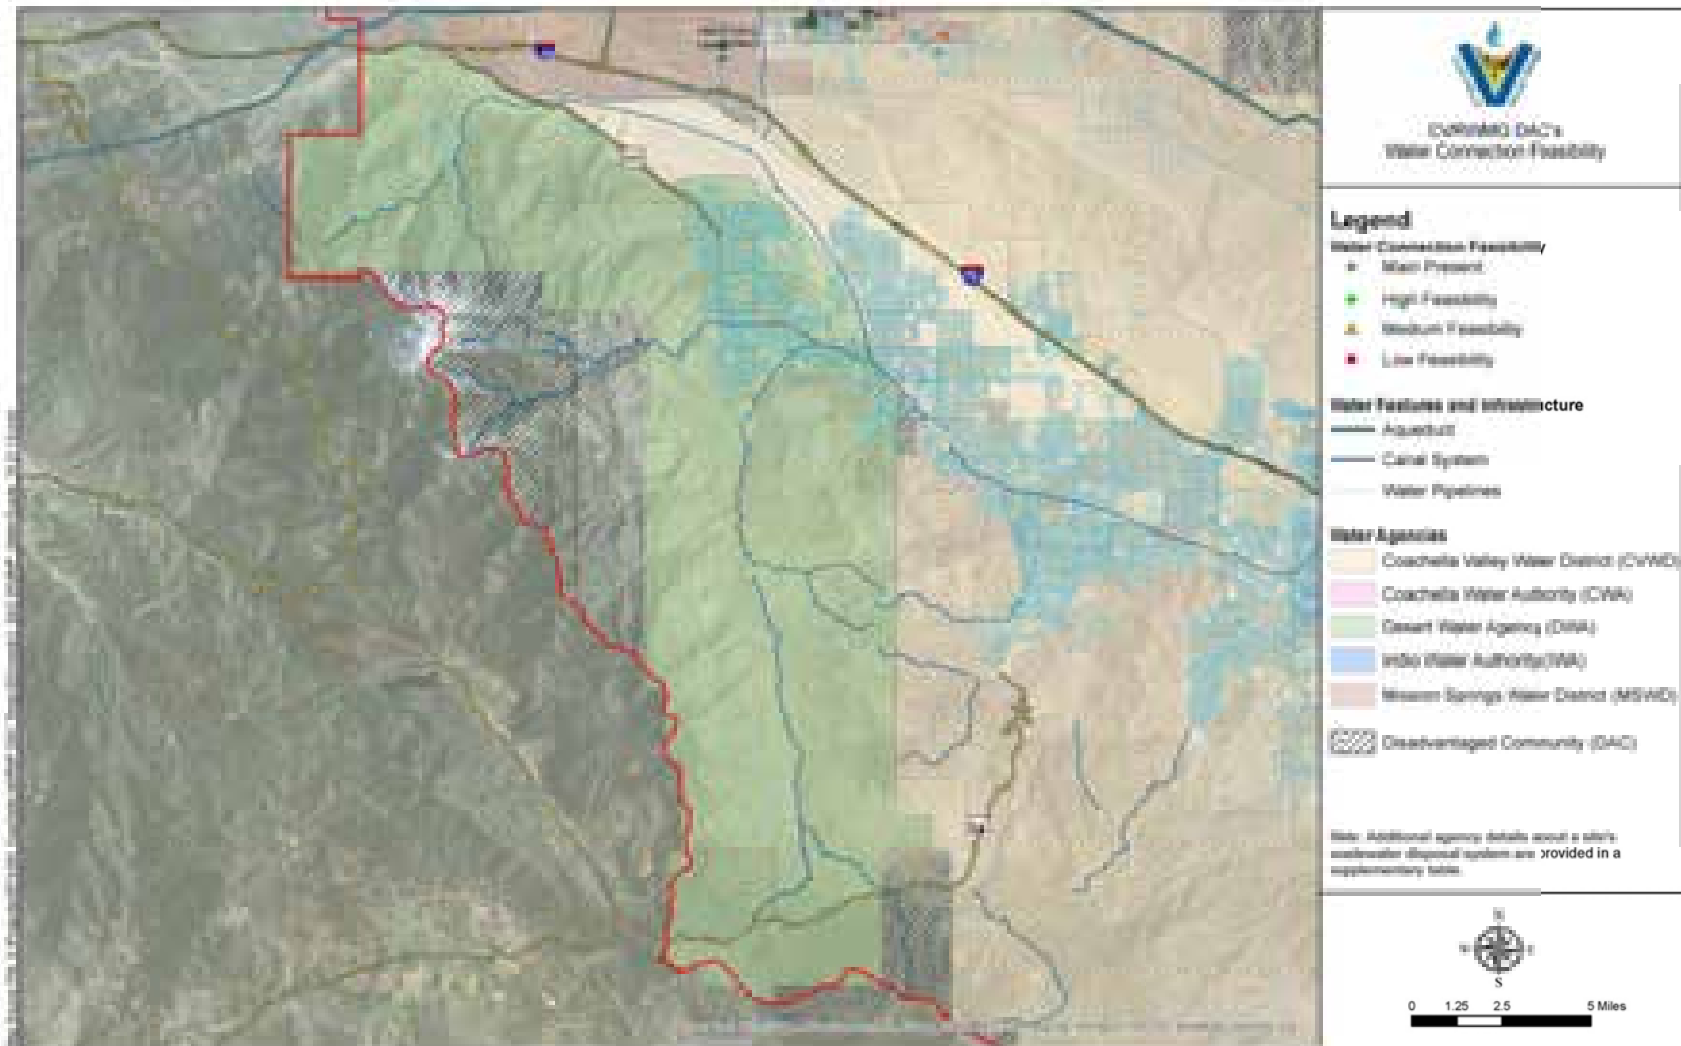 CVRWMG DAC's
Water Connection Feasibility
Legend
Water Connection Feasibility
Main Present
High Feasibility
Medium Feasibility
Low Feasibility
Water Features and Infrastructure
Aqueduct
Canal System
Water Pipelines
Water Agencies
Coachella Valley Water District (CVWD)
Coachella Water Authority (CWA)
Desert Water Agency (DWA)
Indio Water Authority(IWA)
Mission Springs Water District (MSWD)
Disadvantaged Community (DAC)
Note: Additional agency details about a site's
wastewater disposal system are provided in a
supplementary table.
N
W E
S
0 1.25 2.5 5 Miles